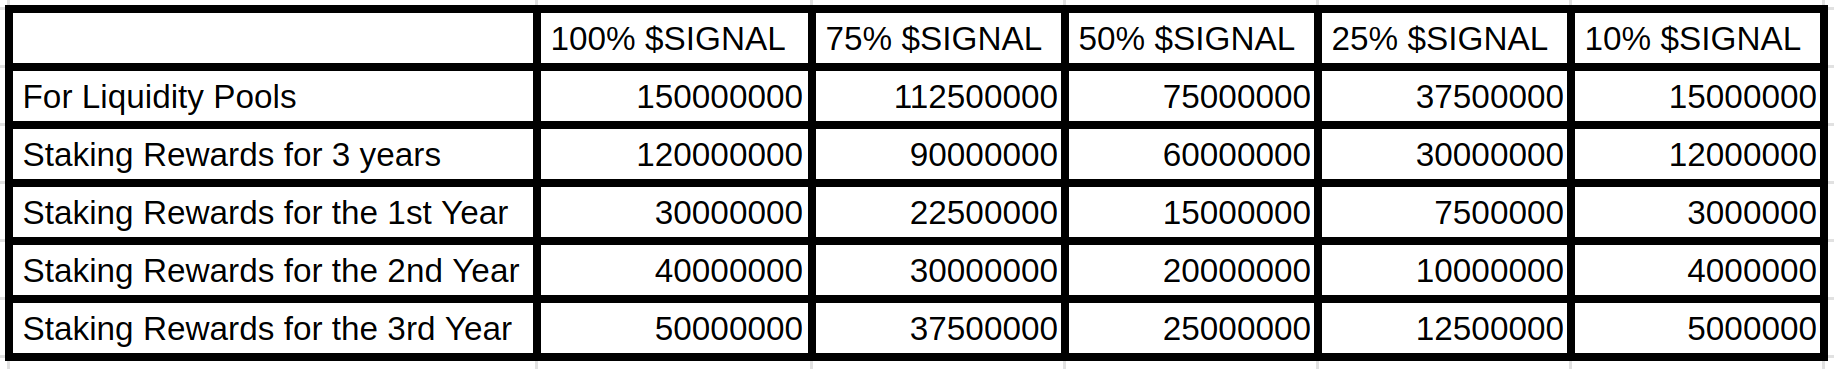 100% $SIGNAL 75% $SIGNAL 50% $SIGNAL 25% $SIGNAL 10% $SIGNAL
For Liquidity Pools 150000000 112500000 75000000 37500000 15000000
Staking Rewards for 3 years 120000000 90000000 60000000 30000000 12000000
Staking Rewards for the 1st Year 30000000 22500000 15000000 7500000 3000000
Staking Rewards for the 2nd Year 40000000 30000000 20000000 10000000 4000000
Staking Rewards for the 3rd Year 50000000 37500000 25000000 12500000 5000000